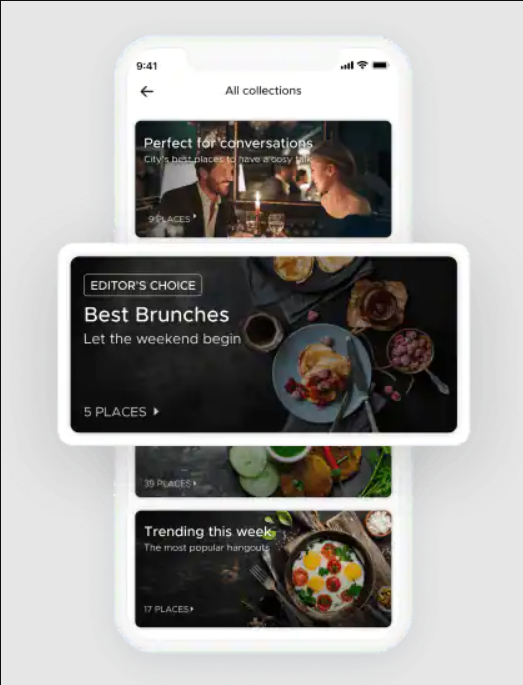 9:41
All collections
Perfect for conversations
City's best places to have a cosy talk
9 PLACES
EDITOR'S CHOICE
Best Brunches
Let the weekend begin
5 PLACES
39 PLACES
Trending this week
The most popular hangouts
17 PLACES